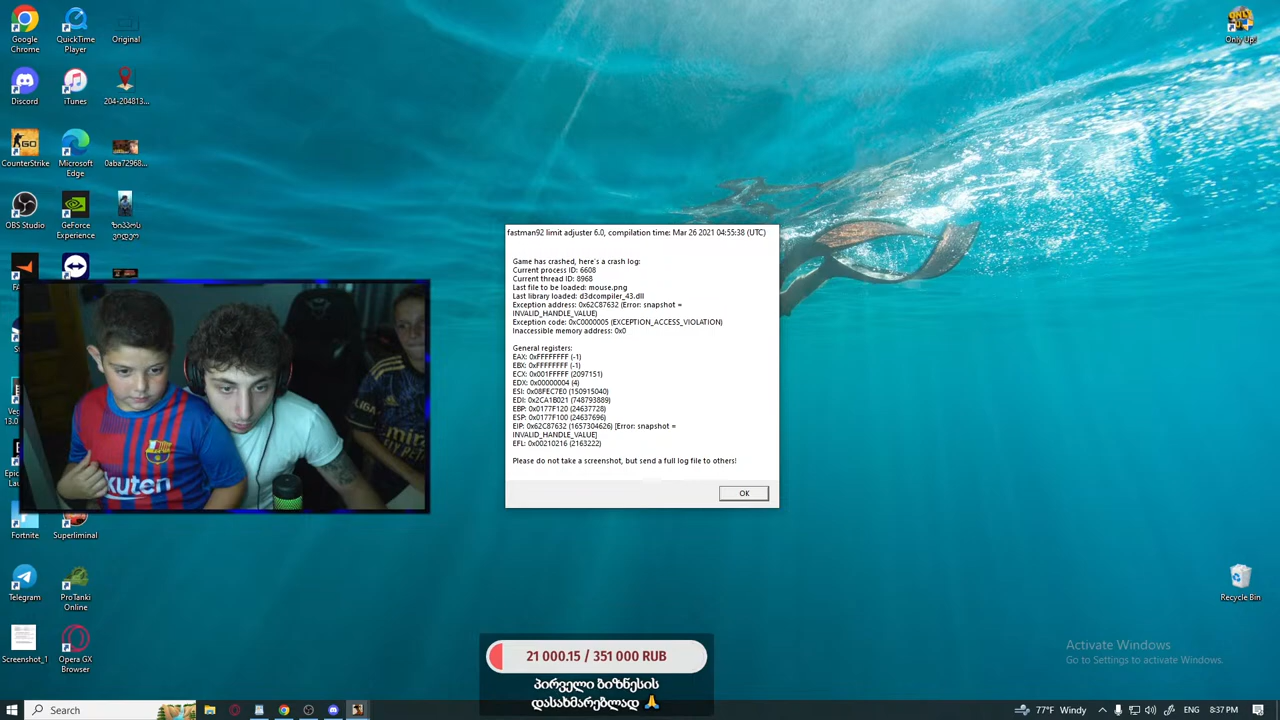 Google
Chrome
QuickTime
Player
Original
Discord
iTunes
204-204813...
CounterStrike
Microsoft
Edge
0aba72968...
OBS Studio
GeForce
Experience
ზიპპოს
ვიდეო
Only Up!
Fortnite
Superliminal
Telegram
ProTanki
Online
Screenshot_1
Opera GX
Browser
Recycle Bin
fastman92 limit adjuster 6.0, compilation time: Mar 26 2021 04:55:38 (UTC)
Game has crashed, here`s a crash log:
Current process ID: 6608
Current thread ID: 8968
Last file to be loaded: mouse.png
Last library loaded: d3dcompiler_43.dll
Exception address: 0x62C87632 (Error: snapshot =
INVALID_HANDLE_VALUE)
Exception code: 0xC0000005 (EXCEPTION_ACCESS_VIOLATION)
Inaccessible memory address: 0x0
General registers:
EAX: 0xFFFFFFFF (-1)
EBX: 0xFFFFFFFF (-1)
ECX: 0x001FFFFF (2097151)
EDX: 0x00000004 (4)
ESI: 0x08FEC7E0 (150915040)
EDI: 0x2CA1B021 (748793889)
EBP: 0x0177F120 (24637728)
ESP: 0x0177F100 (24637696)
EIP: 0x62C87632 (1657304626) [Error: snapshot =
INVALID_HANDLE_VALUE]
EFL: 0x00210216 (2163222)
Please do not take a screenshot, but send a full log file to others!
OK
21 000.15 / 351 000 RUB
პირველი ბიზნესის
დასახმარებლად 🙏
Activate Windows
Go to Settings to activate Windows.
Search
77°F Windy
ENG
8:37 PM